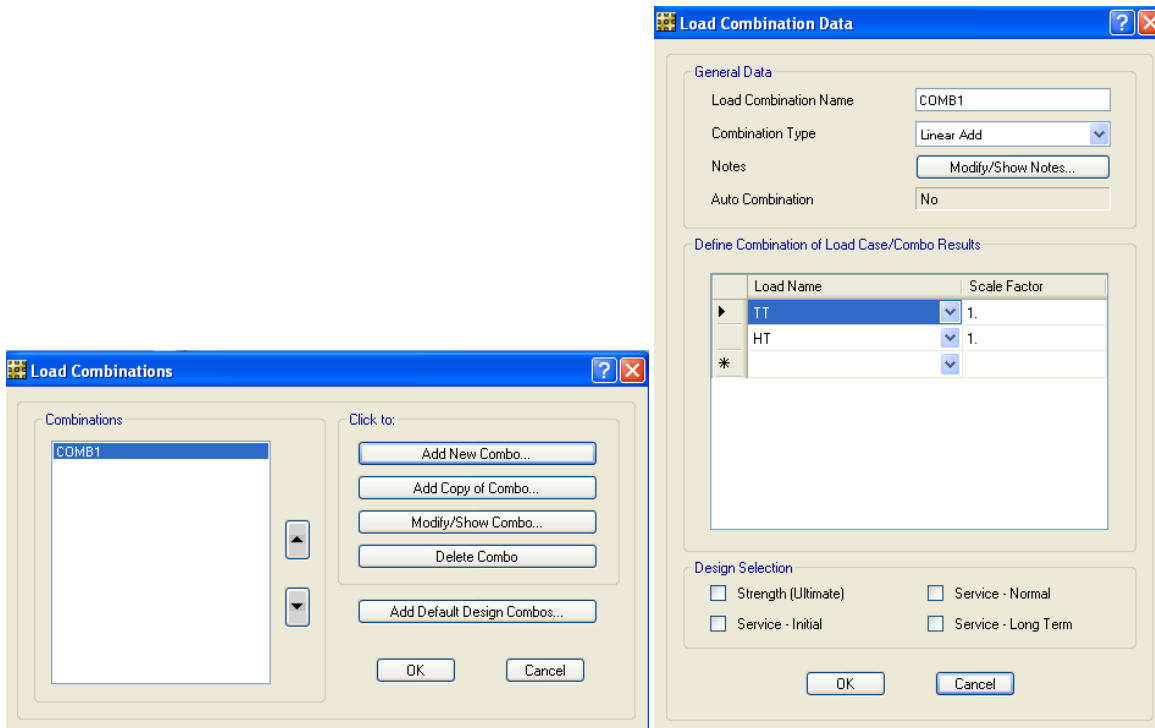 Load Combinations
Combinations
COMB1
Click to:
Add New Combo...
Add Copy of Combo...
Modify/Show Combo...
Delete Combo
Add Default Design Combos...
OK
Cancel
Load Combination Data
General Data
Load Combination Name COMB1
Combination Type Linear Add
Notes Modify/Show Notes...
Auto Combination No
Define Combination of Load Case/Combo Results
Load Name Scale Factor
TT 1.
HT 1.
Design Selection
Strength (Ultimate) Service - Normal
Service - Initial Service - Long Term
OK Cancel